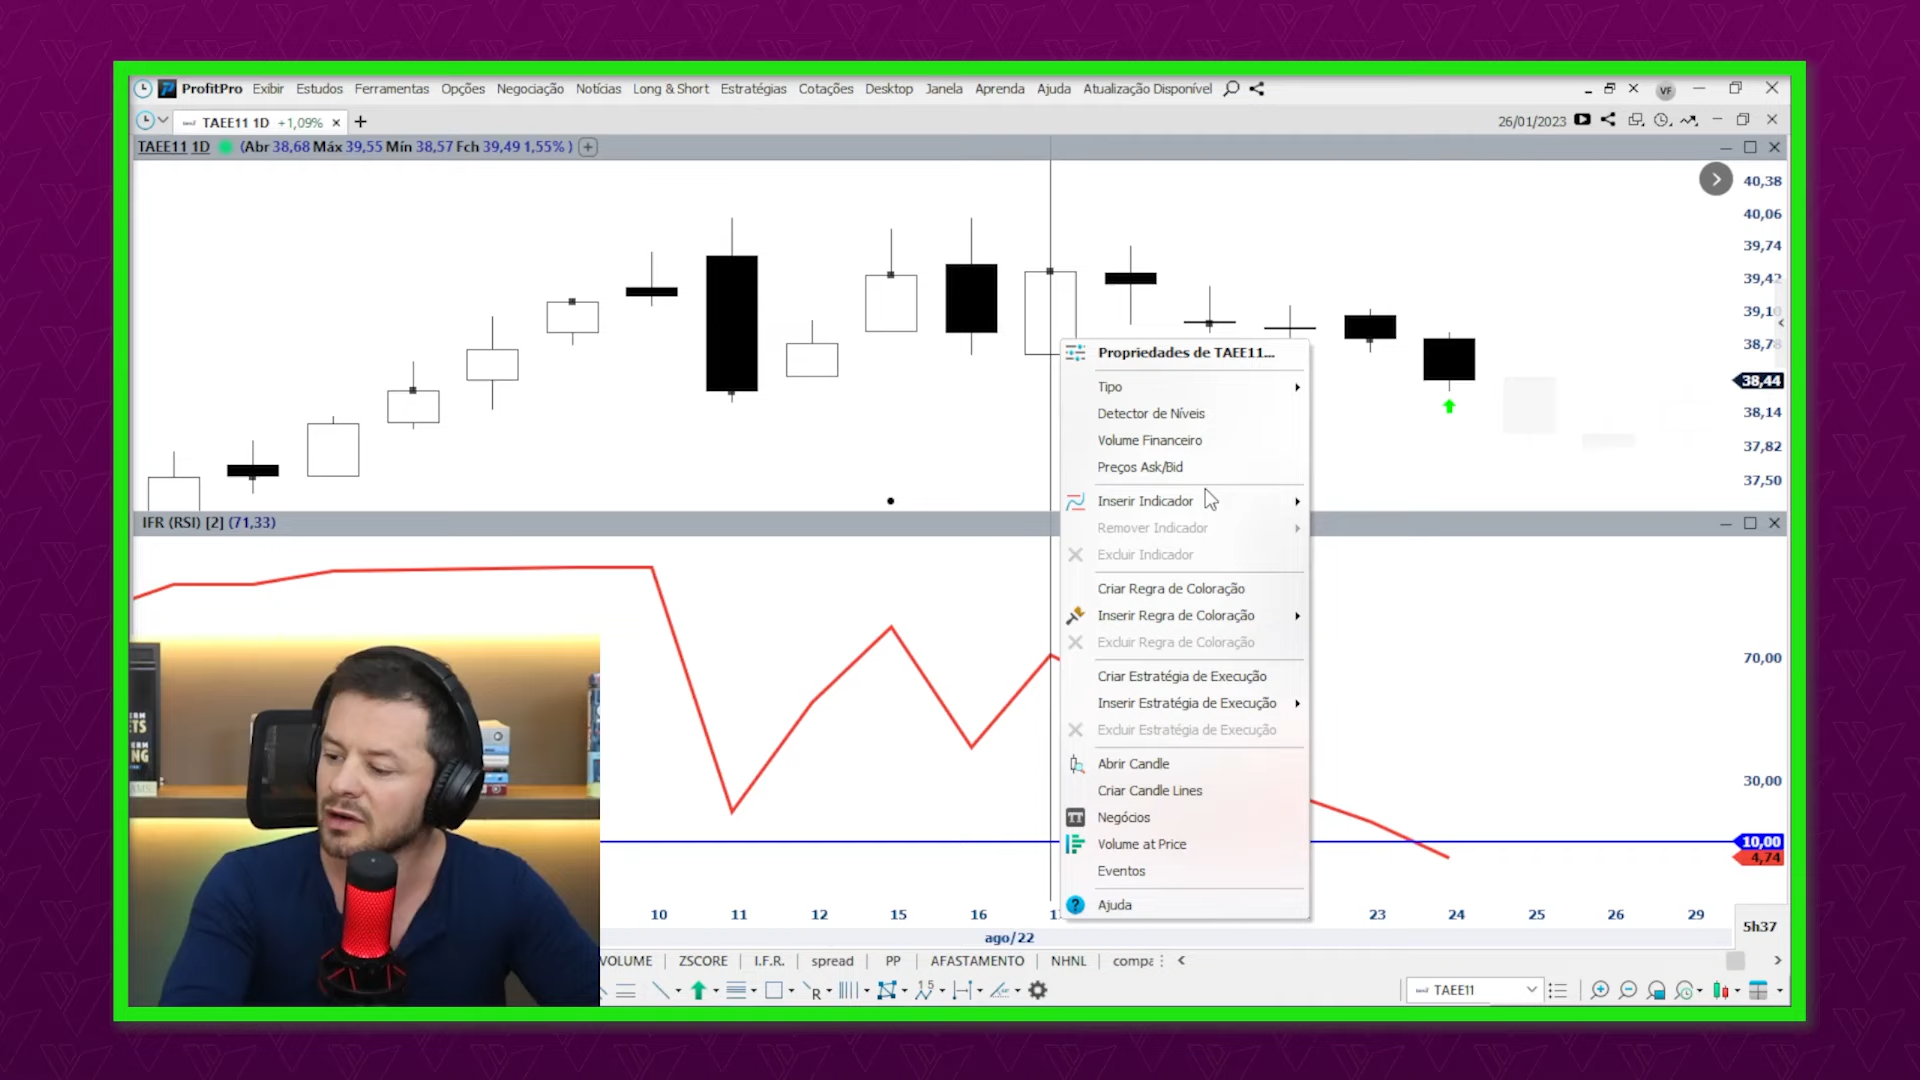 ProfitPro Exibir Estudos Ferramentas Opções Negociação Notícias Long & Short Estratégias Cotações Desktop Janela Aprenda Ajuda Atualização Disponível VF
TAEE11 1D +1,09% 26/01/2023
TAEE11 1D (Abr 38,68 Máx 39,55 Mín 38,57 Fch 39,49 1,55% )
40,38
40,06
39,74
39,42
39,10
38,78
38,44
38,14
37,82
37,50
Propriedades de TAEE11...
Tipo
Detector de Níveis
Volume Financeiro
Preços Ask/Bid
Inserir Indicador
Remover Indicador
Excluir Indicador
Criar Regra de Coloração
Inserir Regra de Coloração
Excluir Regra de Coloração
Criar Estratégia de Execução
Inserir Estratégia de Execução
Excluir Estratégia de Execução
Abrir Candle
Criar Candle Lines
Negócios
Volume at Price
Eventos
Ajuda
IFR (RSI) [2] (71,33)
70,00
30,00
10,00
4,74
10 11 12 15 16 23 24 25 26 29
5h37
ago/22
VOLUME ZSCORE I.F.R. spread PP AFASTAMENTO NHNL
TAEE11